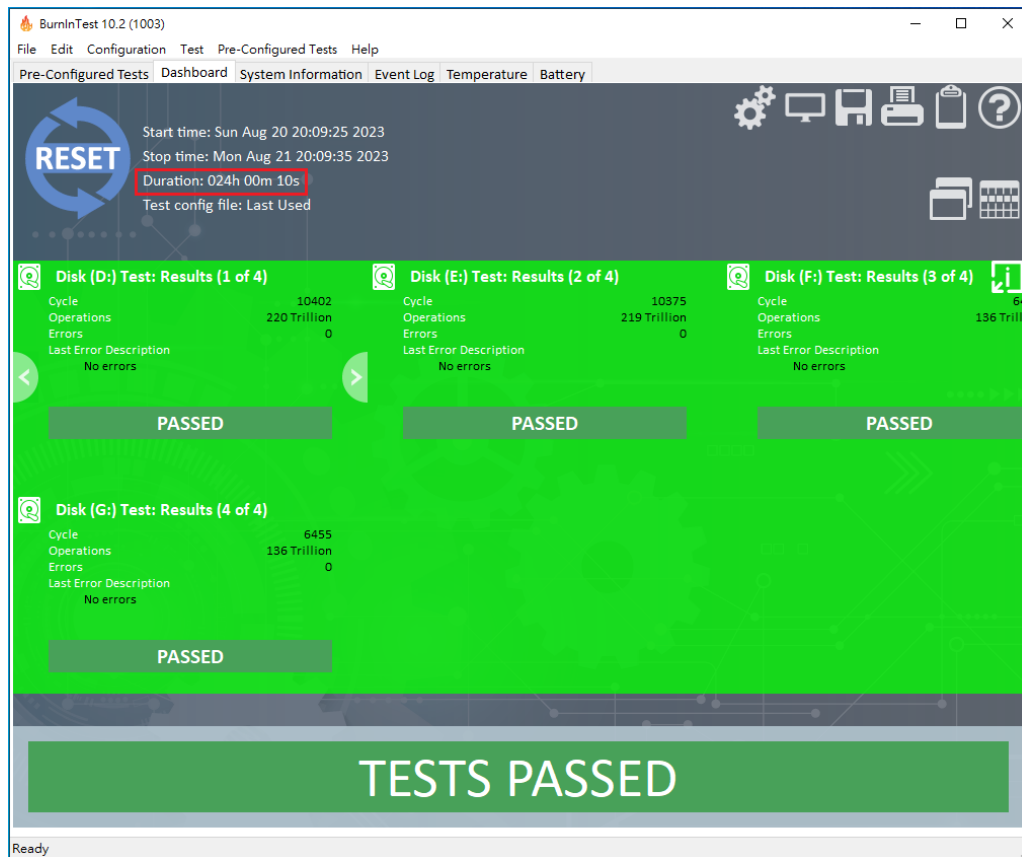 BurnInTest 10.2 (1003)
File Edit Configuration Test Pre-Configured Tests Help
Pre-Configured Tests Dashboard System Information Event Log Temperature Battery
RESET
Start time: Sun Aug 20 20:09:25 2023
Stop time: Mon Aug 21 20:09:35 2023
Duration: 024h 00m 10s
Test config file: Last Used
Disk (D:) Test: Results (1 of 4)
Cycle 10402
Operations 220 Trillion
Errors 0
Last Error Description
No errors
PASSED
Disk (E:) Test: Results (2 of 4)
Cycle 10375
Operations 219 Trillion
Errors 0
Last Error Description
No errors
PASSED
Disk (F:) Test: Results (3 of 4)
Cycle
Operations 136
Errors
Last Error Description
No errors
PASSED
Disk (G:) Test: Results (4 of 4)
Cycle 6455
Operations 136 Trillion
Errors 0
Last Error Description
No errors
PASSED
TESTS PASSED
Ready